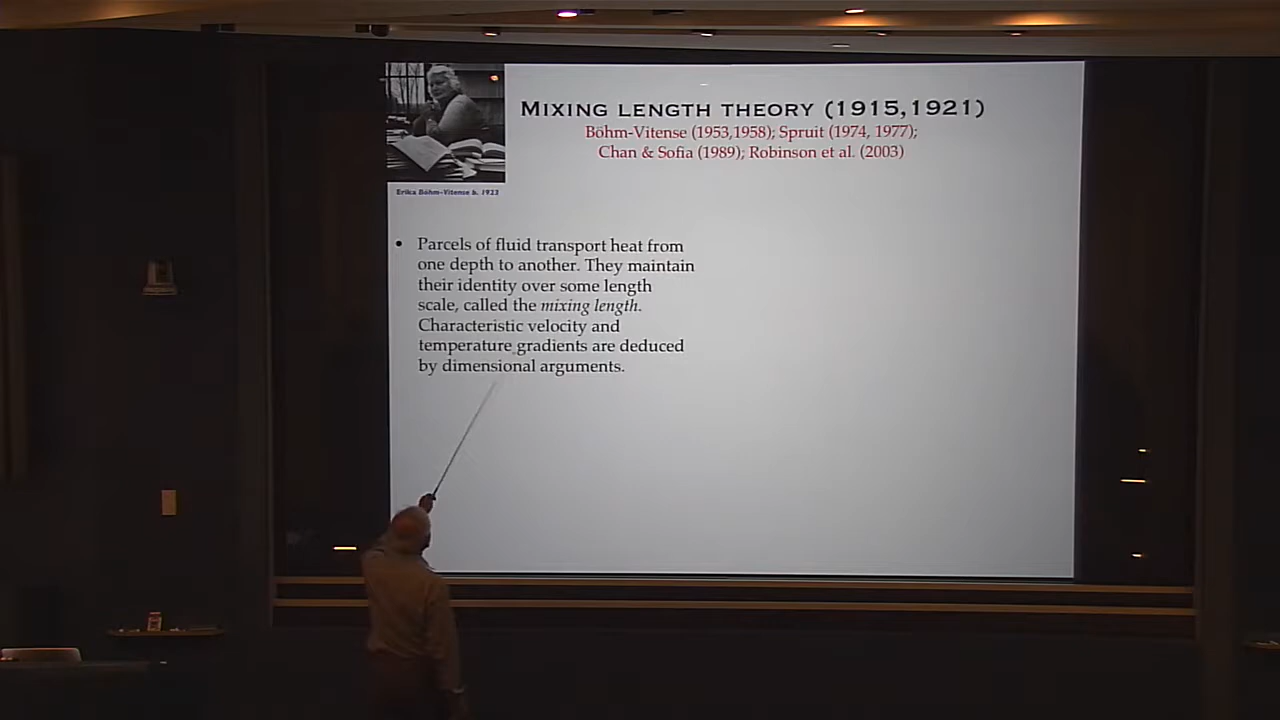 MIXING LENGTH THEORY (1915,1921)
Böhm-Vitense (1953,1958); Spruit (1974, 1977);
Chan & Sofia (1989); Robinson et al. (2003)
Erika Böhm-Vitense b. 1923
• Parcels of fluid transport heat from
one depth to another. They maintain
their identity over some length
scale, called the mixing length.
Characteristic velocity and
temperature gradients are deduced
by dimensional arguments.